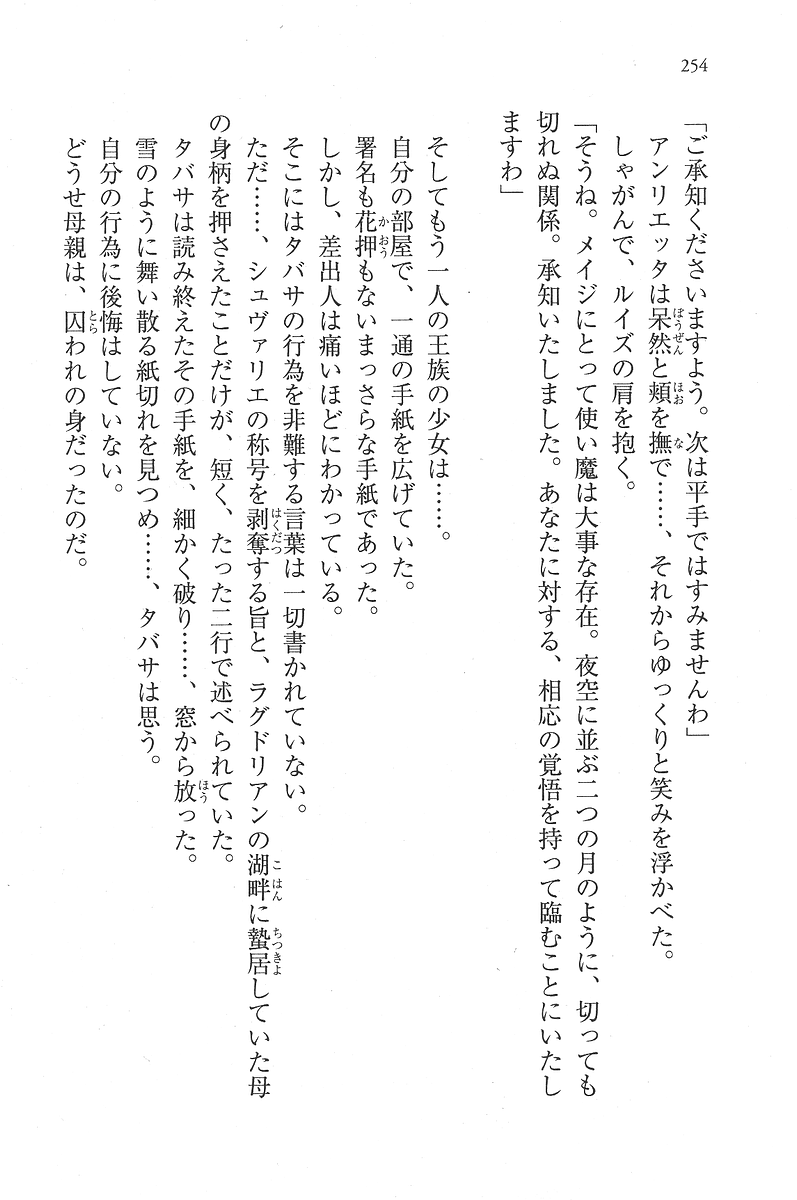 254
「ご承知くださいますよう。次は平手ではすみませんわ」
アンリエッタは呆然と頬を撫で……、それからゆっくりと笑みを浮かべた。
しゃがんで、ルイズの肩を抱く。
「そうね。メイジにとって使い魔は大事な存在。夜空に並ぶ二つの月のように、切っても
切れぬ関係。承知いたしました。あなたに対する、相応の覚悟を持って臨むことにいたし
ますわ」
そしてもう一人の王族の少女は……。
自分の部屋で、一通の手紙を広げていた。
署名も花押もないまっさらな手紙であった。
しかし、差出人は痛いほどにわかっている。
そこにはタバサの行為を非難する言葉は一切書かれていない。
ただ……、シュヴァリエの称号を剥奪する旨と、ラグドリアンの湖畔に蟄居していた母
の身柄を押さえたことだけが、短く、たった二行で述べられていた。
タバサは読み終えたその手紙を、細かく破り……、窓から放った。
雪のように舞い散る紙切れを見つめ……、タバサは思う。
自分の行為に後悔はしていない。
どうせ母親は、囚われの身だったのだ。